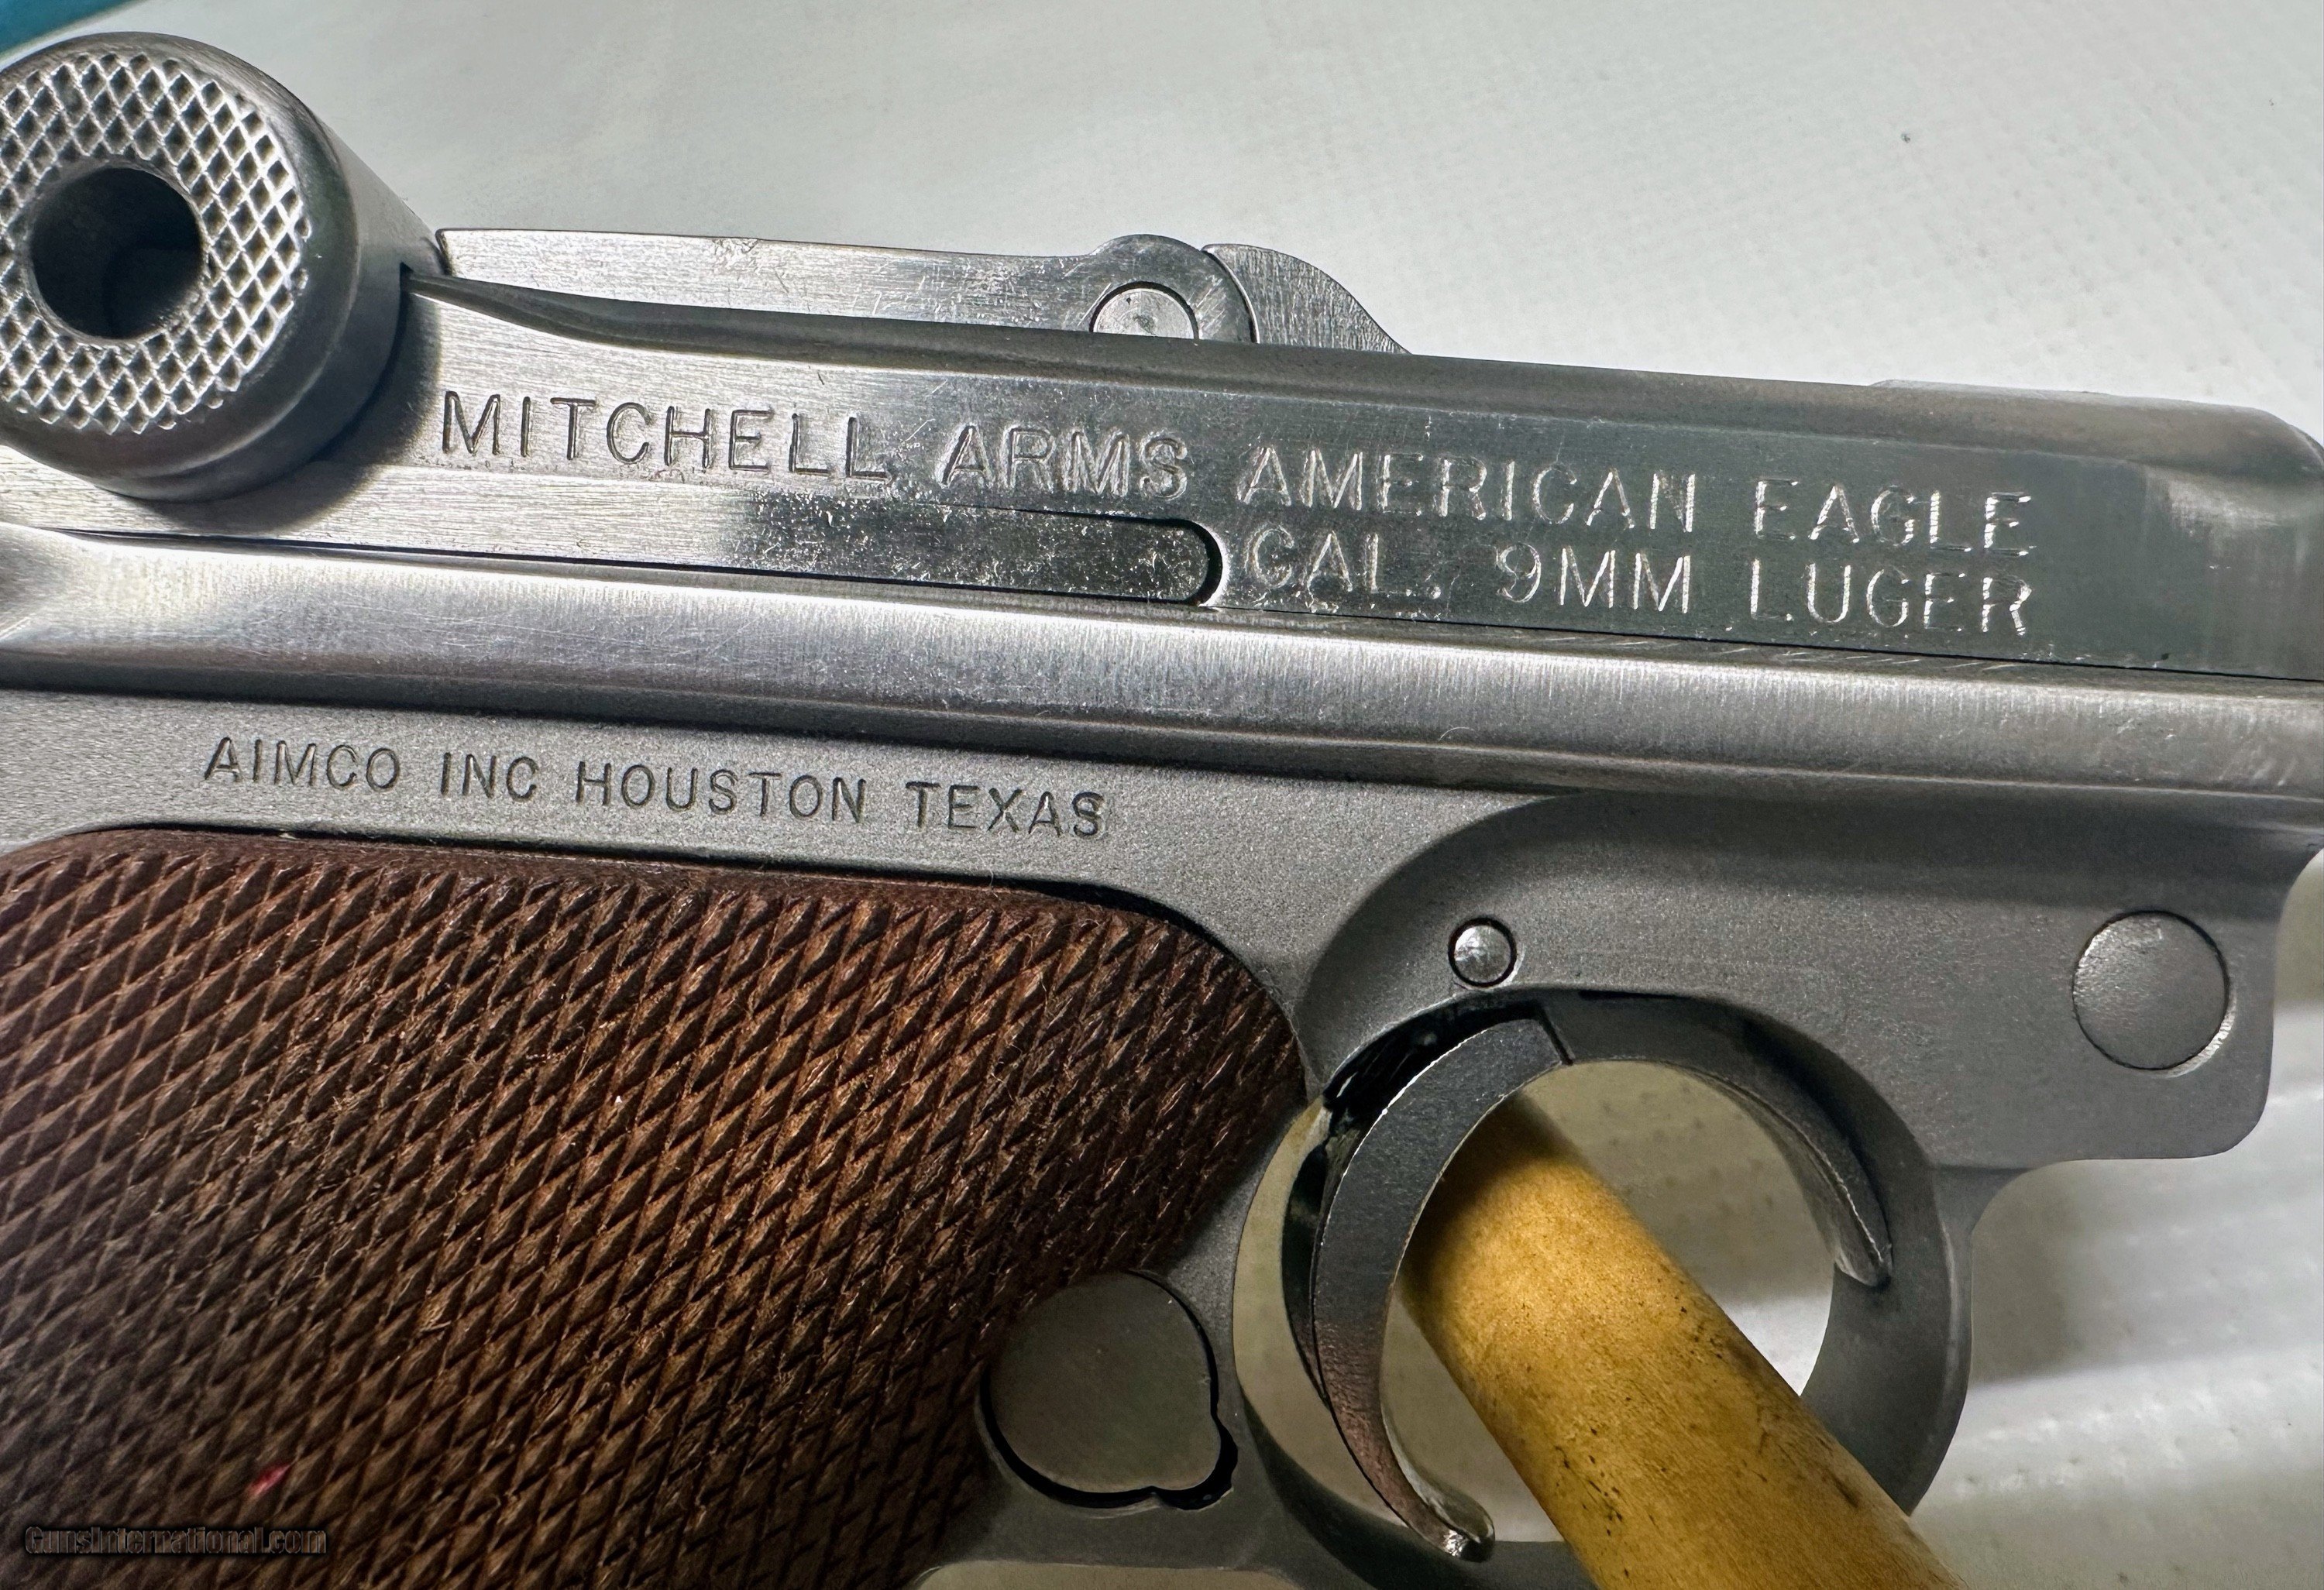 MITCHELL ARMS AMERICAN EAGLE
CAL. 9MM LUGER
AIMCO INC HOUSTON TEXAS
GunsInternational.com